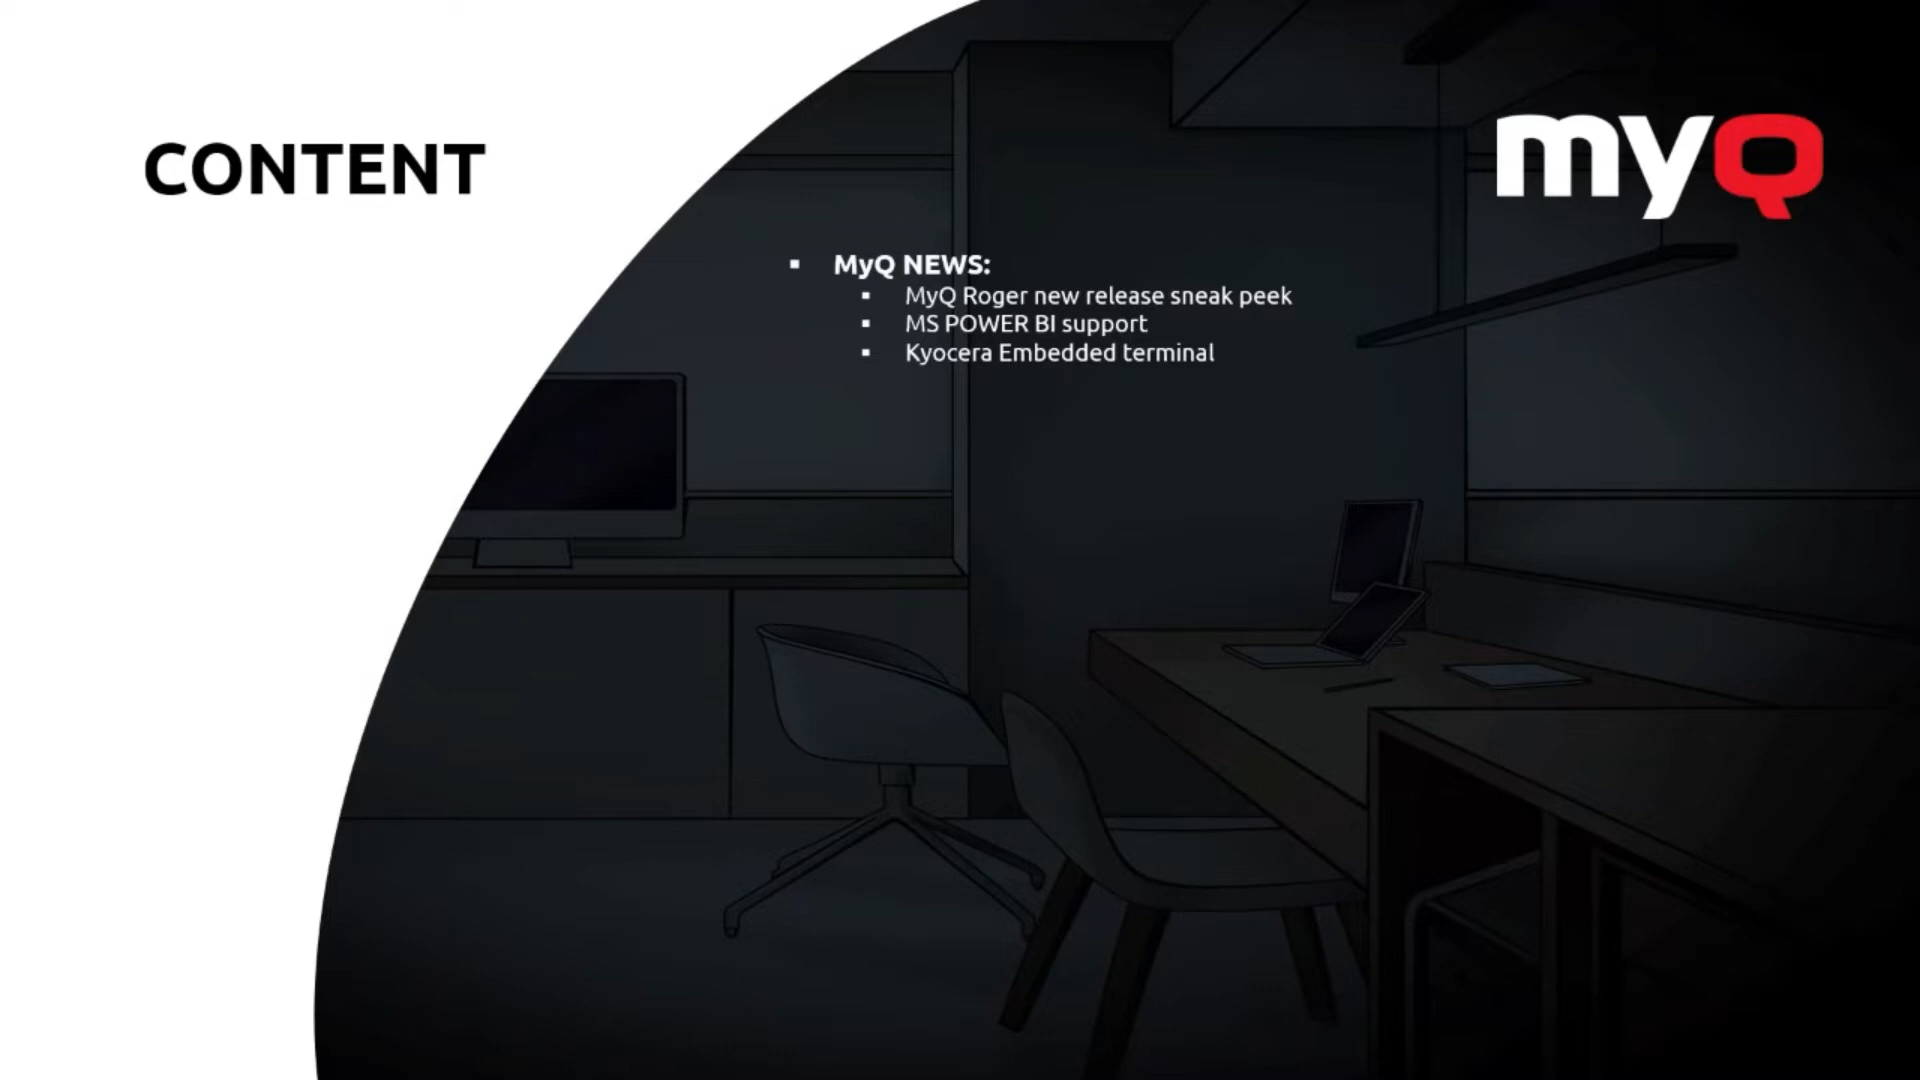 CONTENT
myQ
▪ MyQ NEWS:
▪ MyQ Roger new release sneak peek
▪ MS POWER BI support
▪ Kyocera Embedded terminal